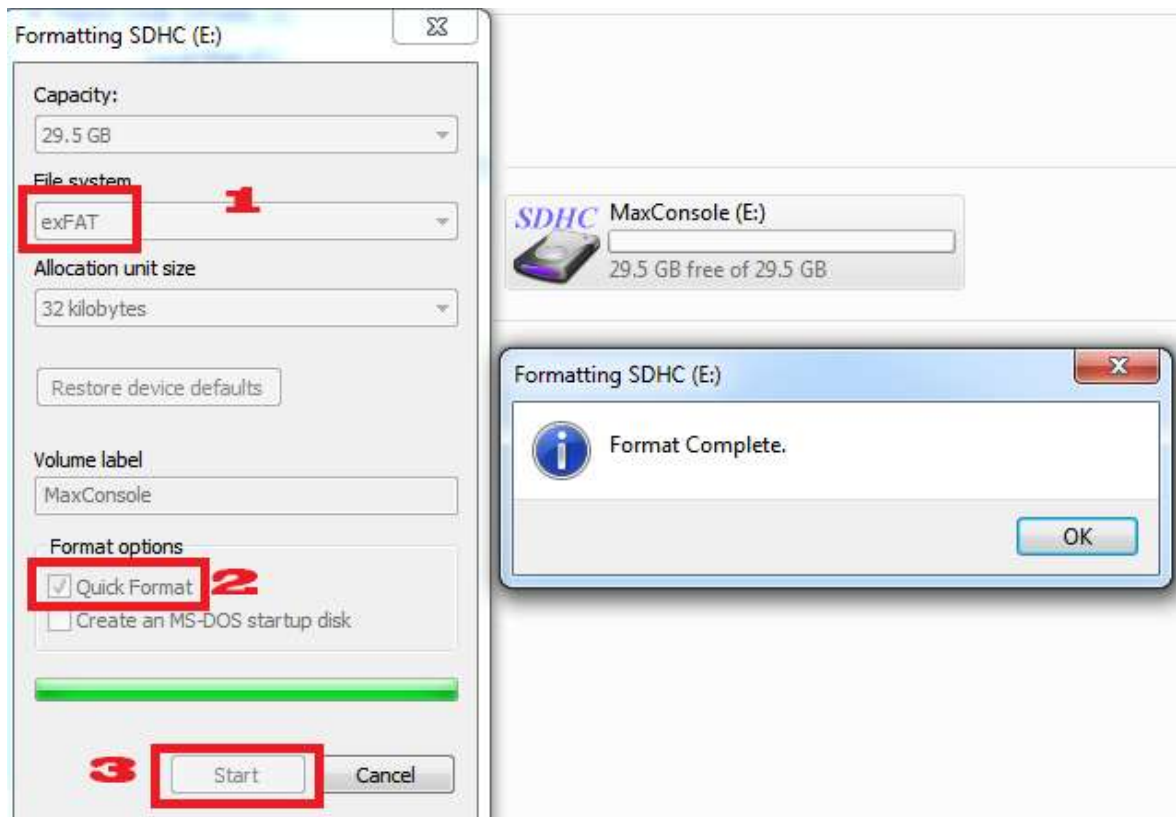 Formatting SDHC (E:)
Capacity:
29.5 GB
File system
exFAT
1
Allocation unit size
32 kilobytes
Restore device defaults
Volume label
MaxConsole
Format options
Quick Format
2
Create an MS-DOS startup disk
3
Start
Cancel
SDHC
MaxConsole (E:)
29.5 GB free of 29.5 GB
Formatting SDHC (E:)
Format Complete.
OK